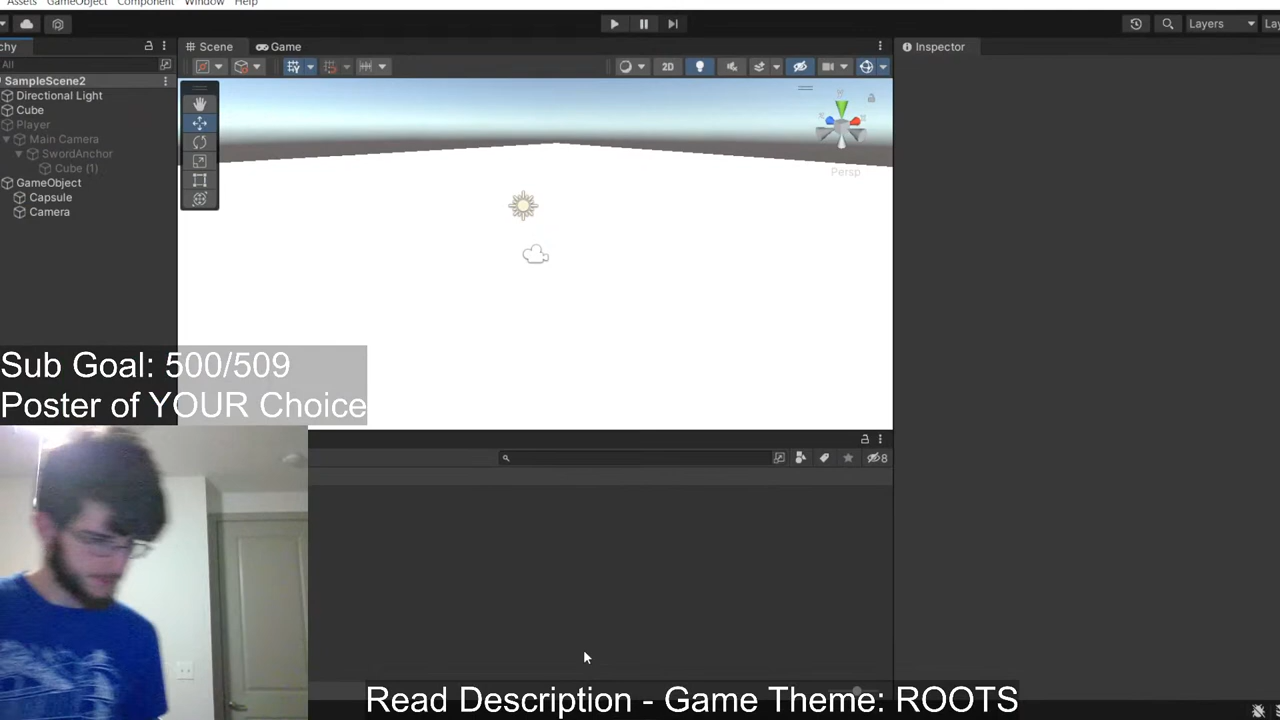 Assets GameObject Component Window Help
Layers Lay
hy Scene Game Inspector
All
2D
SampleScene2
Directional Light
Cube
Player
Main Camera
SwordAnchor
Cube (1)
GameObject
Capsule
Camera
Persp
Sub Goal: 500/509
Poster of YOUR Choice
8
Read Description - Game Theme: ROOTS